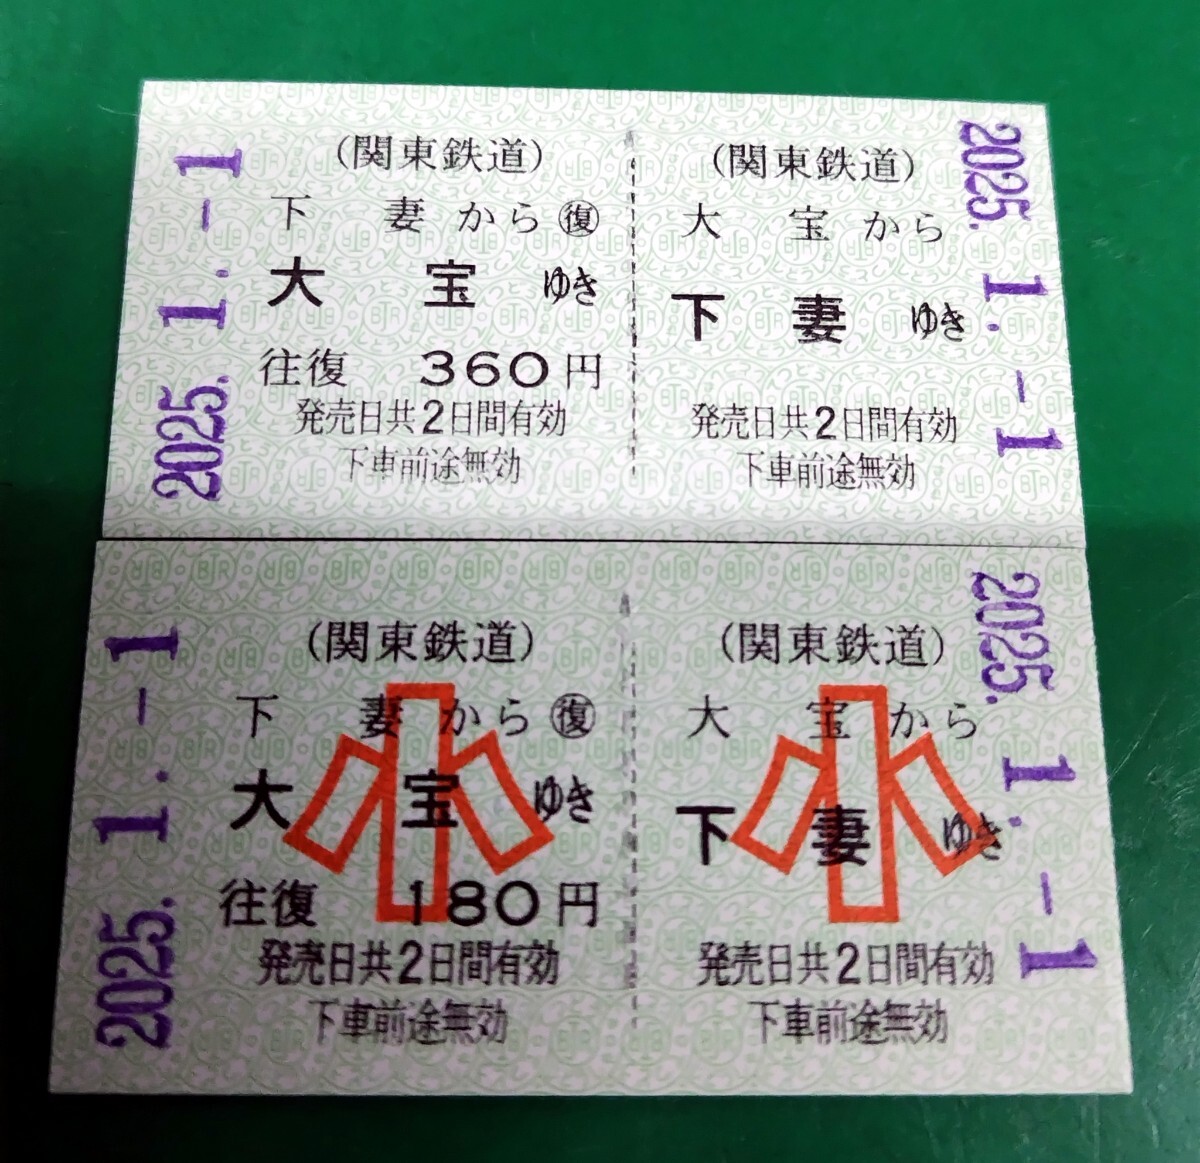 (関東鉄道)
下妻から㊣復
大宝ゆき
往復 360円
発売日共2日間有効
下車前途無効
2025.1.-1
(関東鉄道)
大宝から
下妻ゆき
発売日共2日間有効
下車前途無効
2025.1.-1
(関東鉄道)
下妻から復
大宝ゆき
往復 180円
発売日共2日間有効
下車前途無効
小
2025.1.-1
(関東鉄道)
大宝から
下妻ゆき
発売日共2日間有効
下車前途無効
小
2025.1.-1